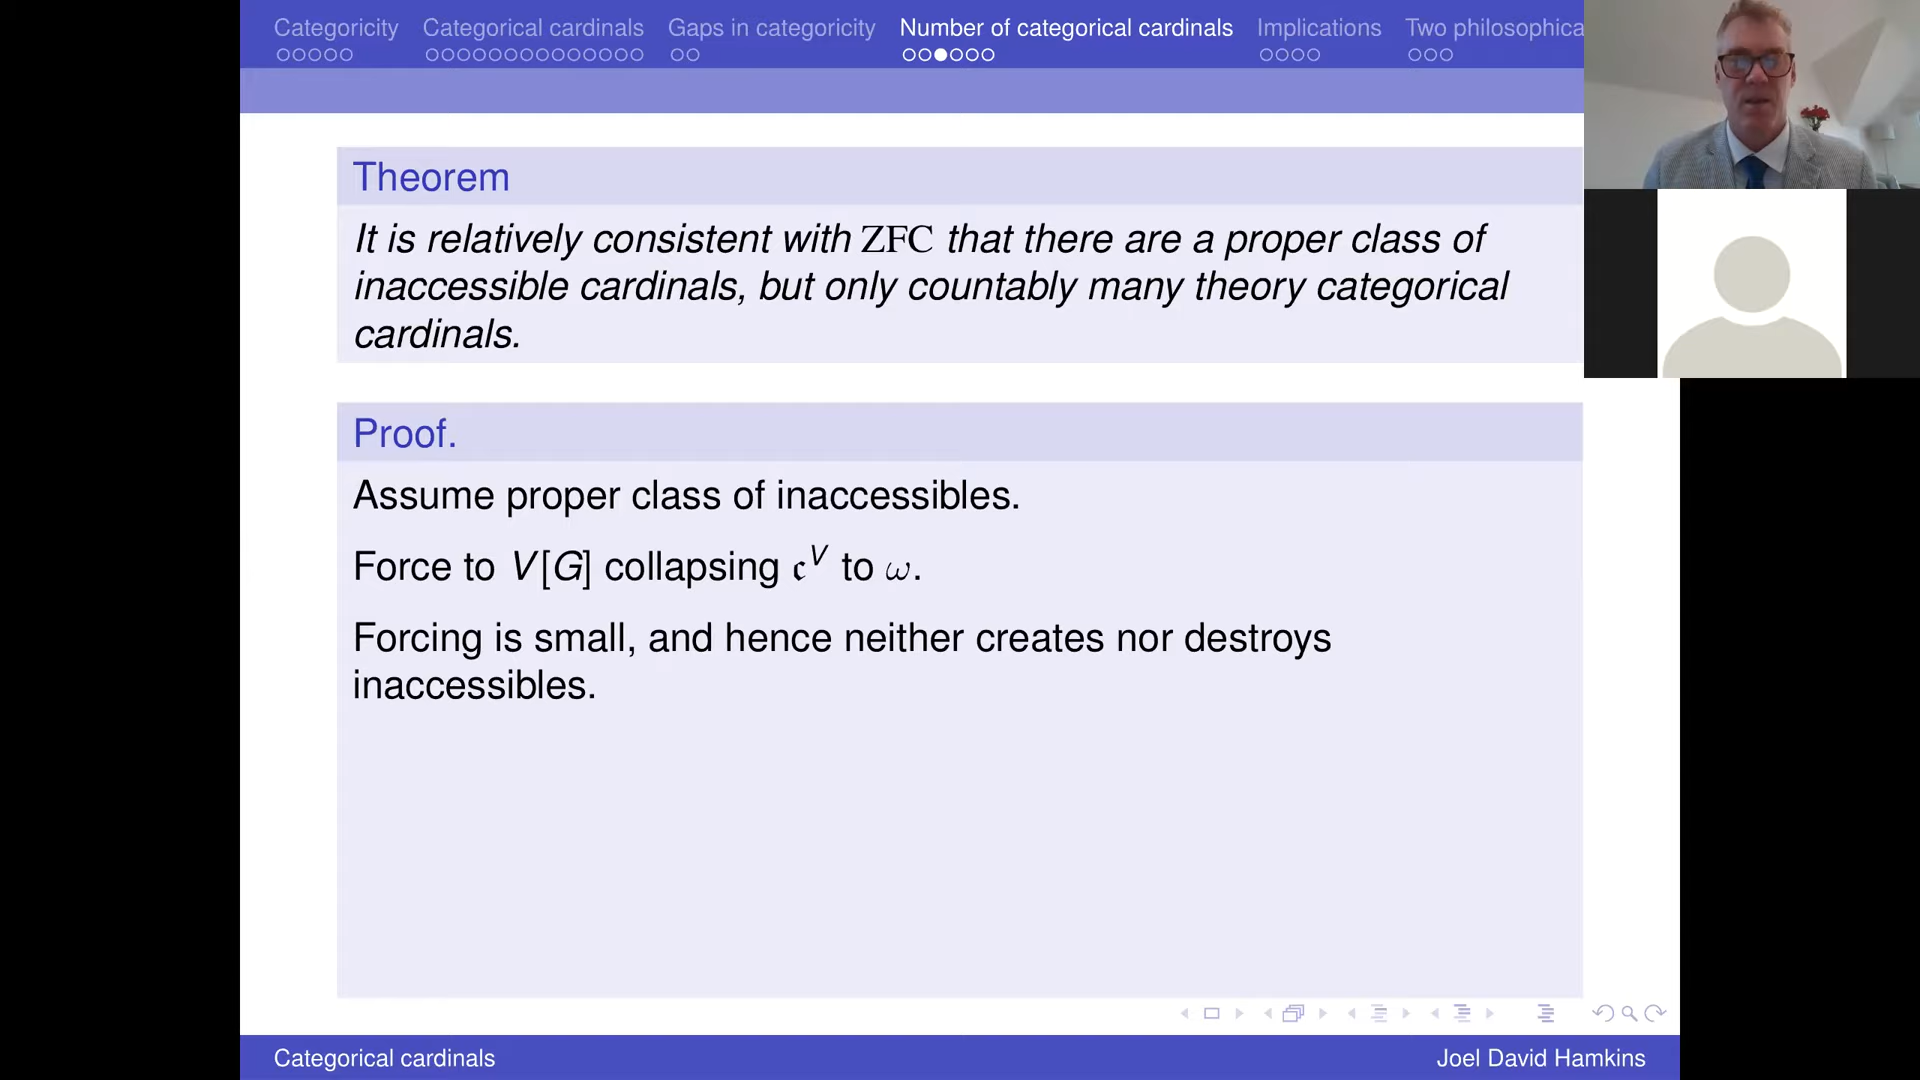 Categoricity Categorical cardinals Gaps in categoricity Number of categorical cardinals Implications Two philosophica
Theorem
It is relatively consistent with ZFC that there are a proper class of
inaccessible cardinals, but only countably many theory categorical
cardinals.
Proof.
Assume proper class of inaccessibles.
Force to V[G] collapsing 𝔠^V to ω.
Forcing is small, and hence neither creates nor destroys
inaccessibles.
Categorical cardinals Joel David Hamkins